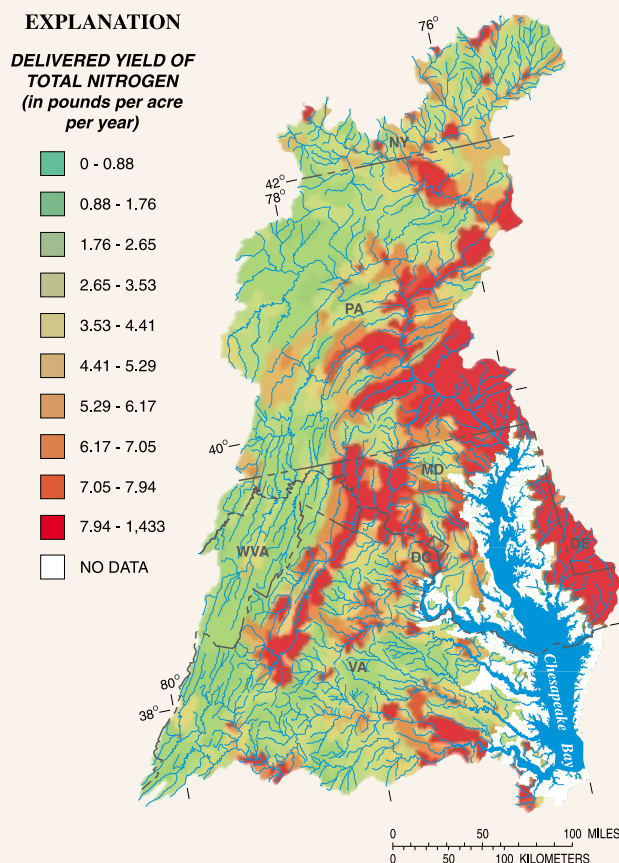 EXPLANATION
DELIVERED YIELD OF
TOTAL NITROGEN
(in pounds per acre
per year)
0 - 0.88
0.88 - 1.76
1.76 - 2.65
2.65 - 3.53
3.53 - 4.41
4.41 - 5.29
5.29 - 6.17
6.17 - 7.05
7.05 - 7.94
7.94 - 1,433
NO DATA
76°
NY
42°
78°
PA
40°
MD
WVA
DC
DE
VA
80°
38°
Chesapeake Bay
0 50 100 MILES
0 50 100 KILOMETERS